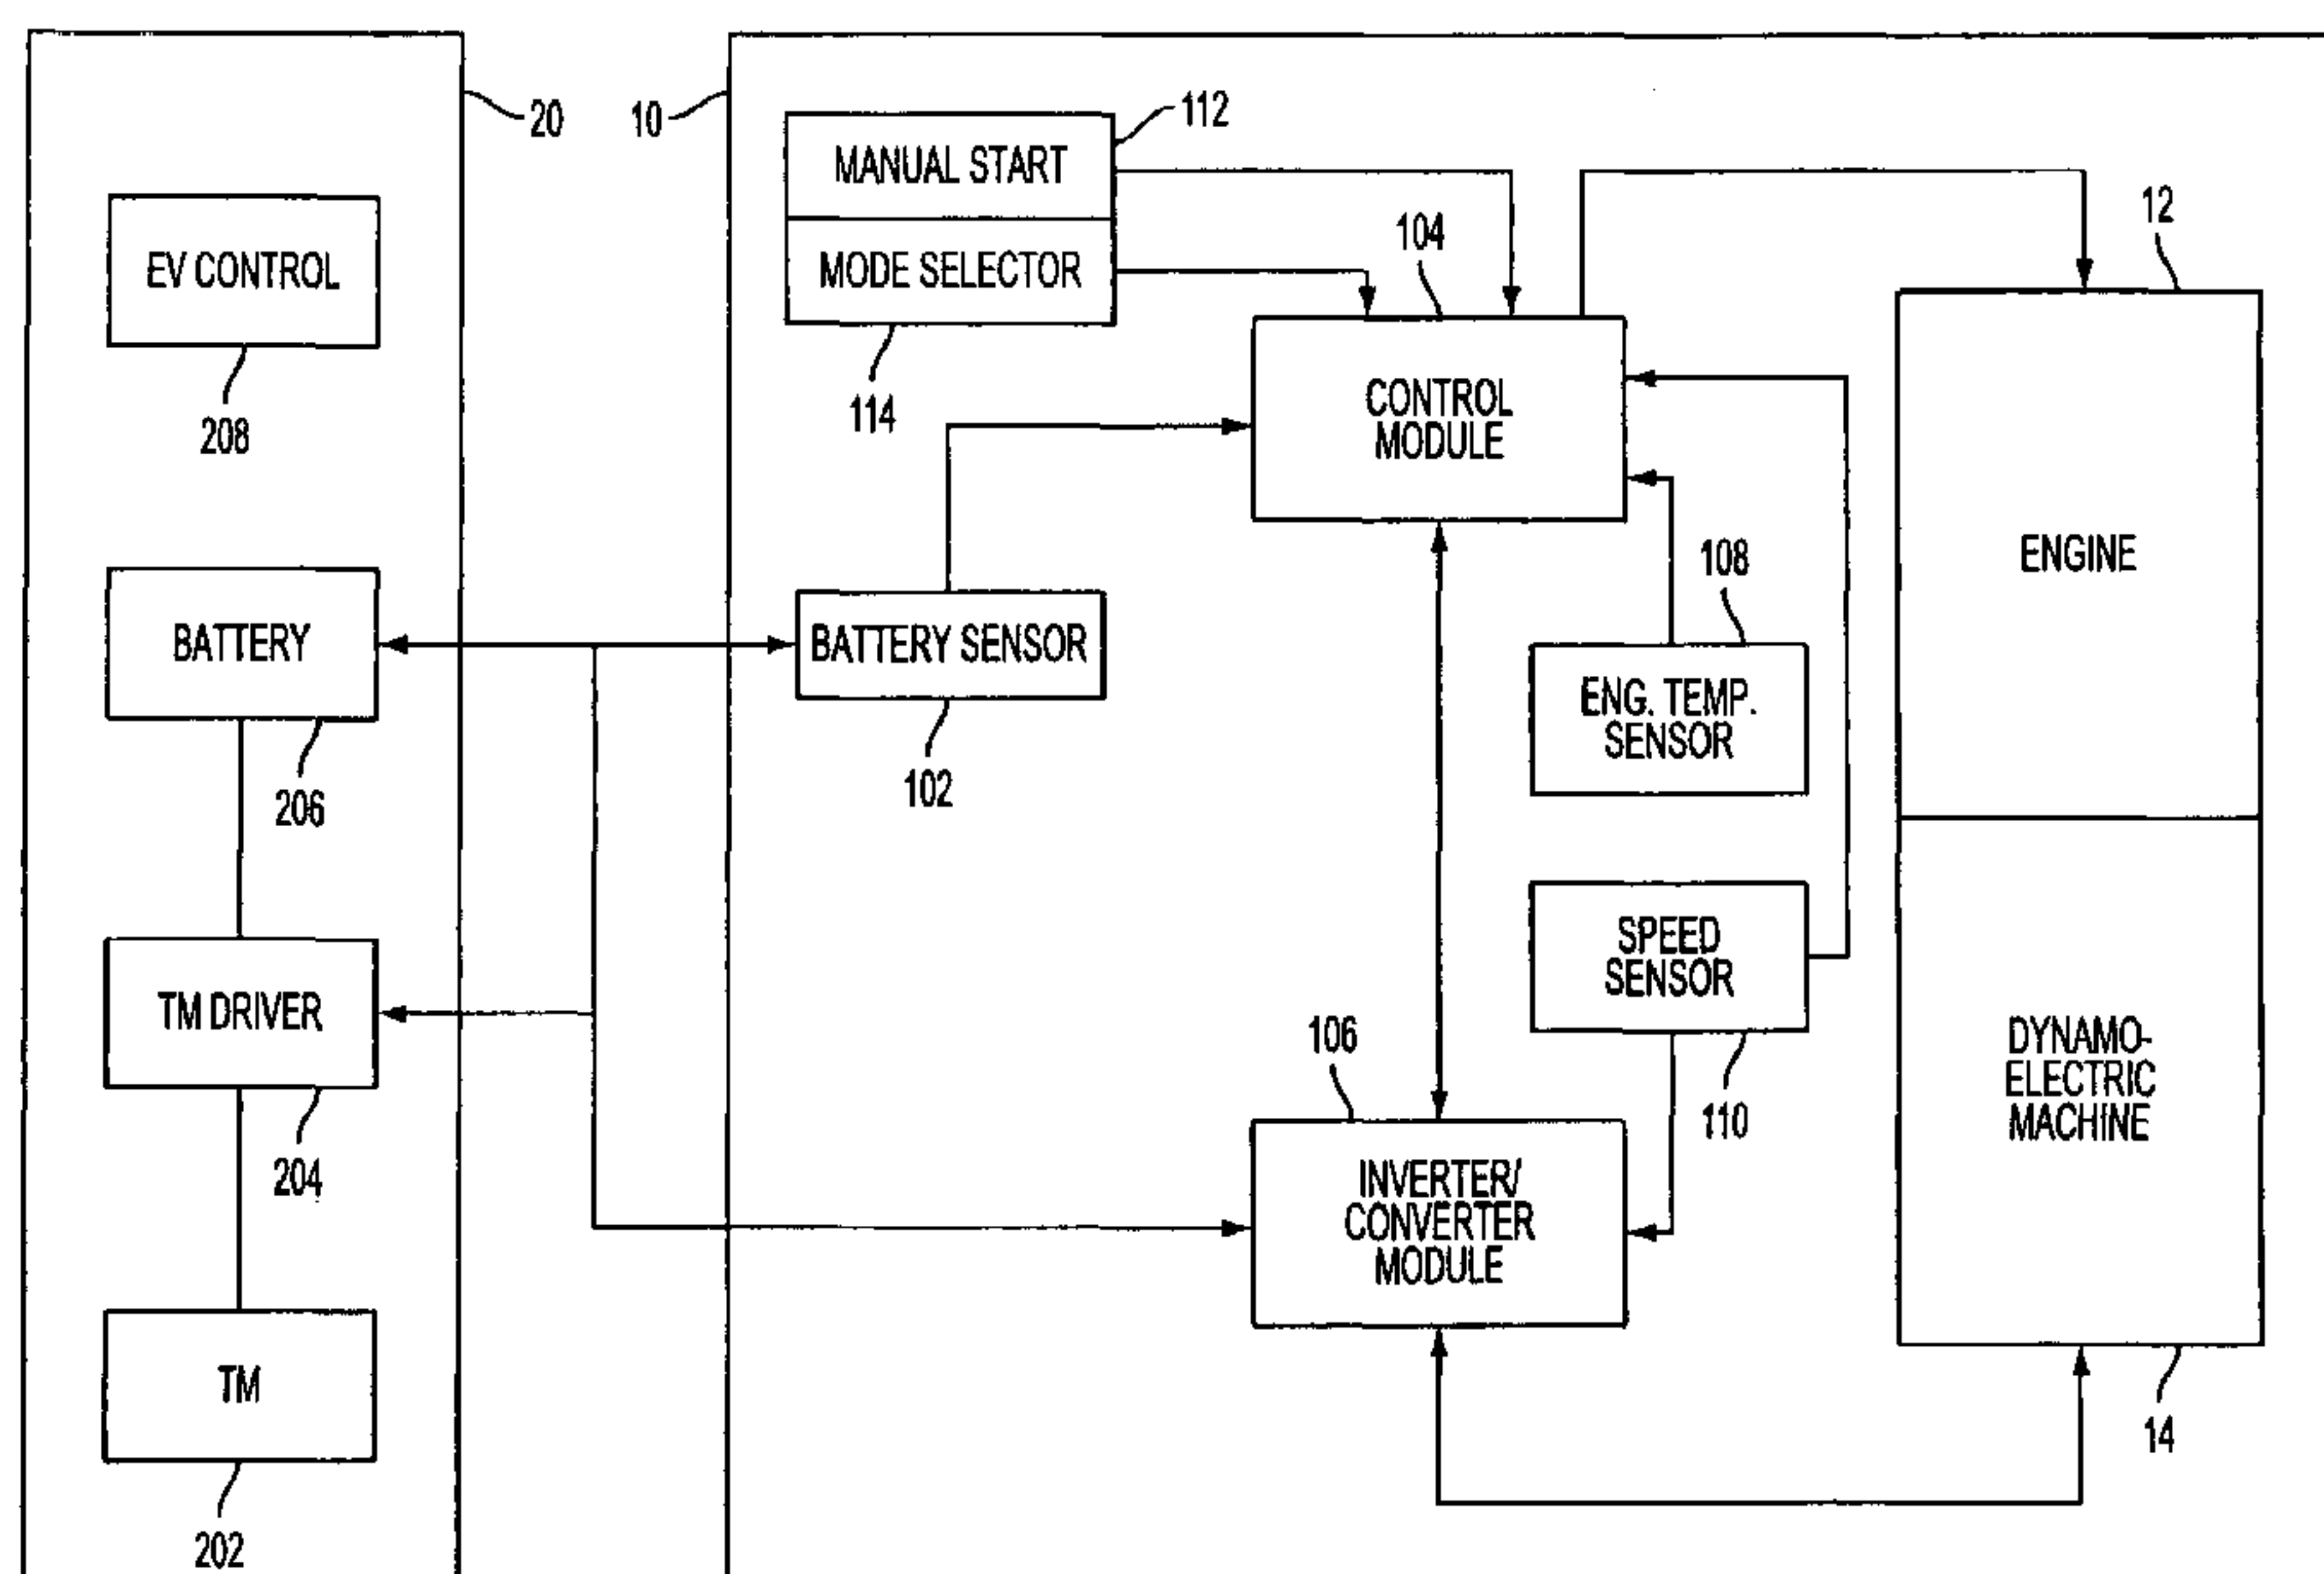 20
EV CONTROL
208
BATTERY
206
TM DRIVER
204
TM
202
10
MANUAL START
112
MODE SELECTOR
114
104
CONTROL
MODULE
BATTERY SENSOR
102
108
ENG. TEMP.
SENSOR
SPEED
SENSOR
110
106
INVERTER/
CONVERTER
MODULE
12
ENGINE
DYNAMO-
ELECTRIC
MACHINE
14